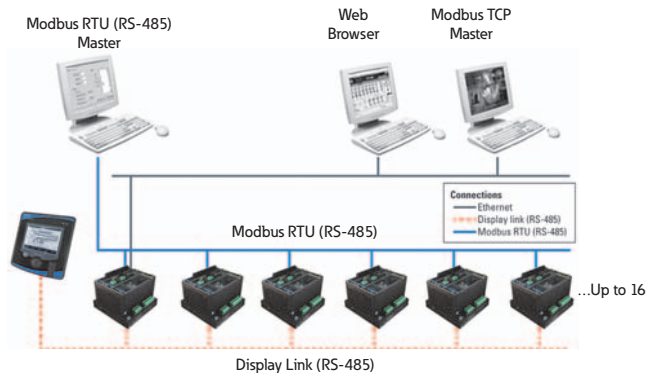 Modbus RTU (RS-485)
Master
Web
Browser
Modbus TCP
Master
Connections
Ethernet
Display link (RS-485)
Modbus RTU (RS-485)
Modbus RTU (RS-485)
...Up to 16
Display Link (RS-485)